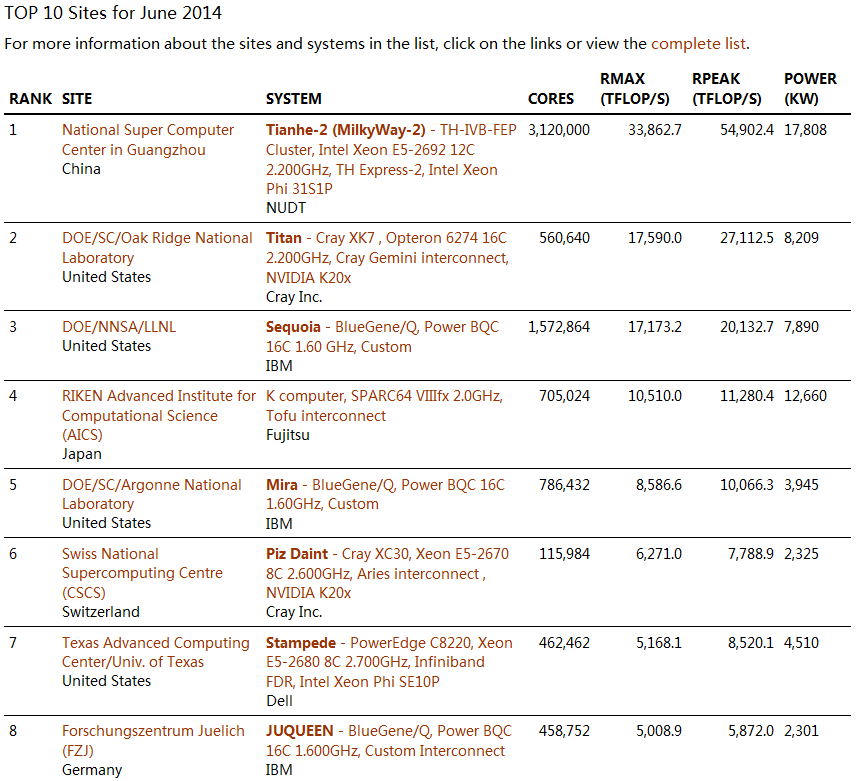 TOP 10 Sites for June 2014
For more information about the sites and systems in the list, click on the links or view the complete list.
RANK SITE SYSTEM CORES RMAX (TFLOP/S) RPEAK (TFLOP/S) POWER (KW)
1 National Super Computer Tianhe-2 (MilkyWay-2) - TH-IVB-FEP 3,120,000 33,862.7 54,902.4 17,808
Center in Guangzhou Cluster, Intel Xeon E5-2692 12C
China 2.200GHz, TH Express-2, Intel Xeon
Phi 31S1P
NUDT
2 DOE/SC/Oak Ridge National Titan - Cray XK7 , Opteron 6274 16C 560,640 17,590.0 27,112.5 8,209
Laboratory 2.200GHz, Cray Gemini interconnect,
United States NVIDIA K20x
Cray Inc.
3 DOE/NNSA/LLNL Sequoia - BlueGene/Q, Power BQC 1,572,864 17,173.2 20,132.7 7,890
United States 16C 1.60 GHz, Custom
IBM
4 RIKEN Advanced Institute for K computer, SPARC64 VIIIfx 2.0GHz, 705,024 10,510.0 11,280.4 12,660
Computational Science Tofu interconnect
(AICS) Fujitsu
Japan
5 DOE/SC/Argonne National Mira - BlueGene/Q, Power BQC 16C 786,432 8,586.6 10,066.3 3,945
Laboratory 1.60GHz, Custom
United States IBM
6 Swiss National Piz Daint - Cray XC30, Xeon E5-2670 115,984 6,271.0 7,788.9 2,325
Supercomputing Centre 8C 2.600GHz, Aries interconnect ,
(CSCS) NVIDIA K20x
Switzerland Cray Inc.
7 Texas Advanced Computing Stampede - PowerEdge C8220, Xeon 462,462 5,168.1 8,520.1 4,510
Center/Univ. of Texas E5-2680 8C 2.700GHz, Infiniband
United States FDR, Intel Xeon Phi SE10P
Dell
8 Forschungszentrum Juelich JUQUEEN - BlueGene/Q, Power BQC 458,752 5,008.9 5,872.0 2,301
(FZJ) 16C 1.600GHz, Custom Interconnect
Germany IBM